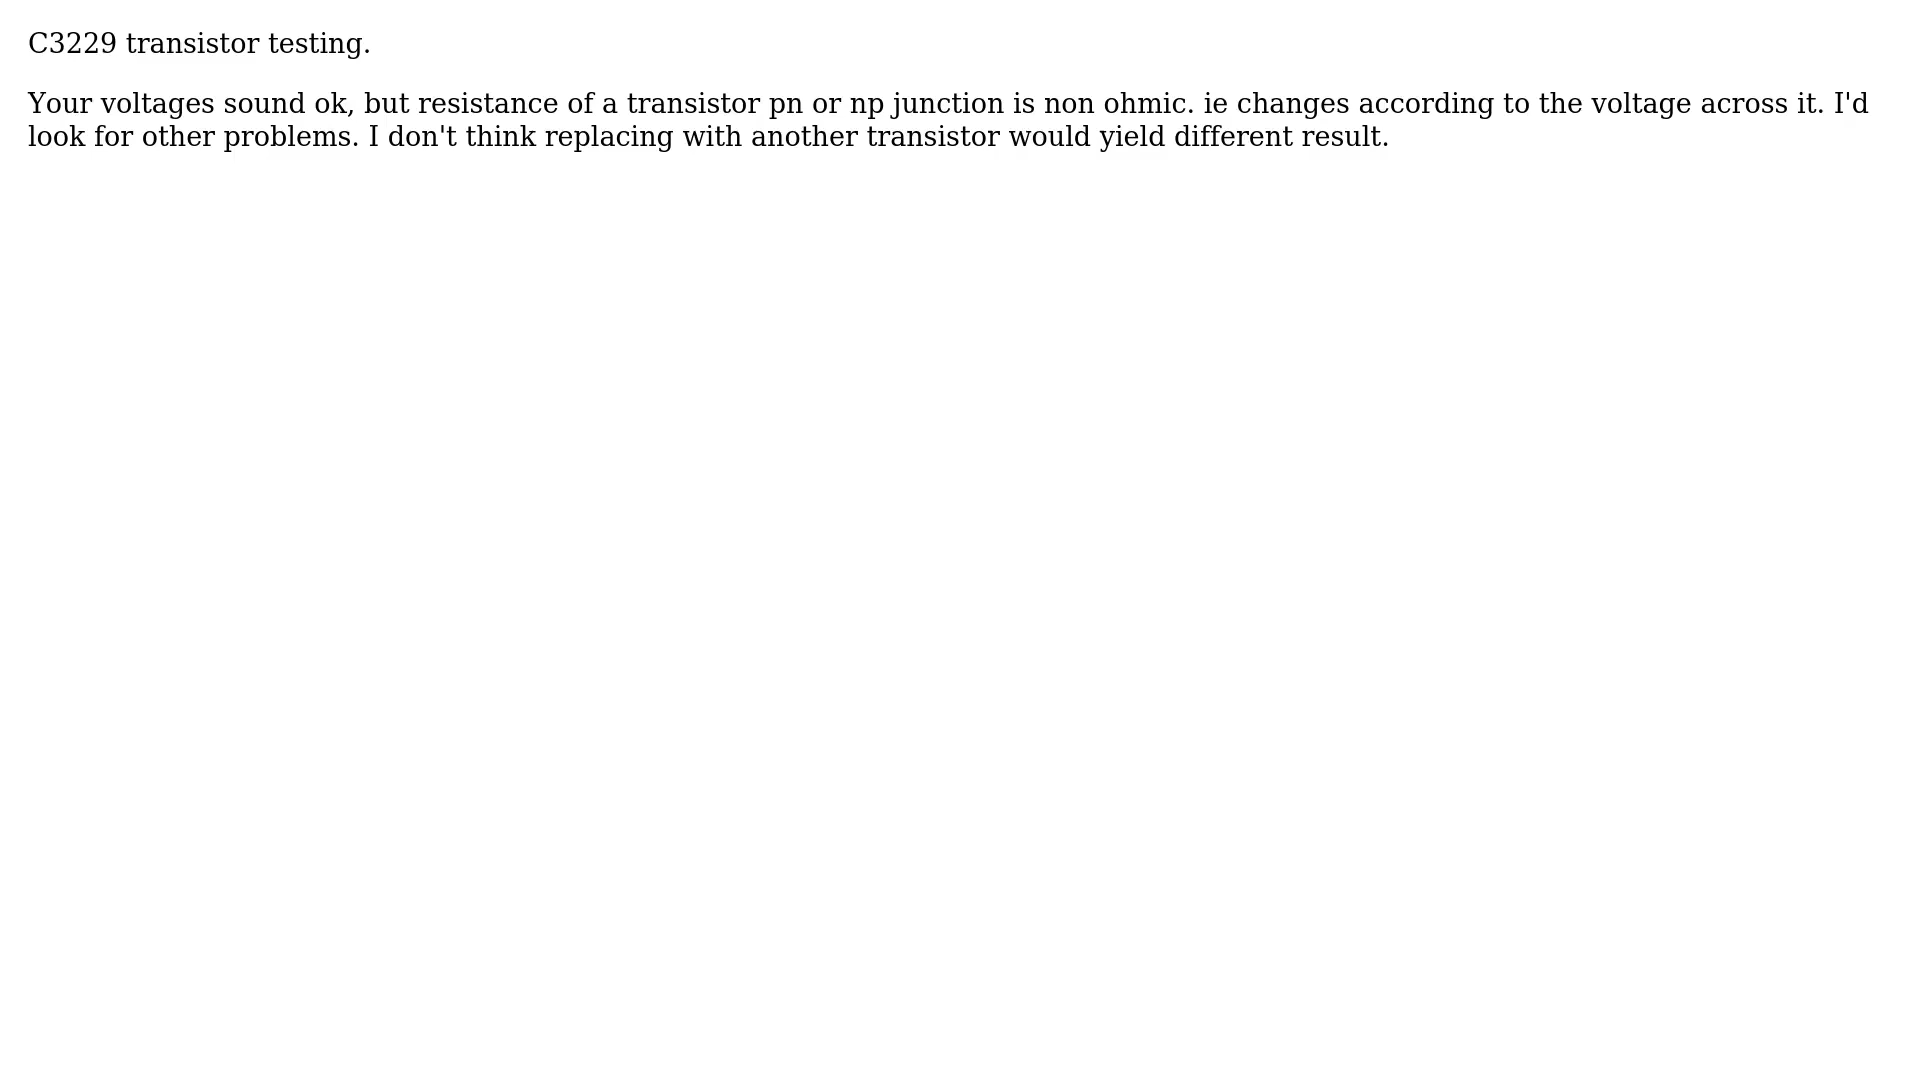 C3229 transistor testing.
Your voltages sound ok, but resistance of a transistor pn or np junction is non ohmic. ie changes according to the voltage across it. I'd
look for other problems. I don't think replacing with another transistor would yield different result.